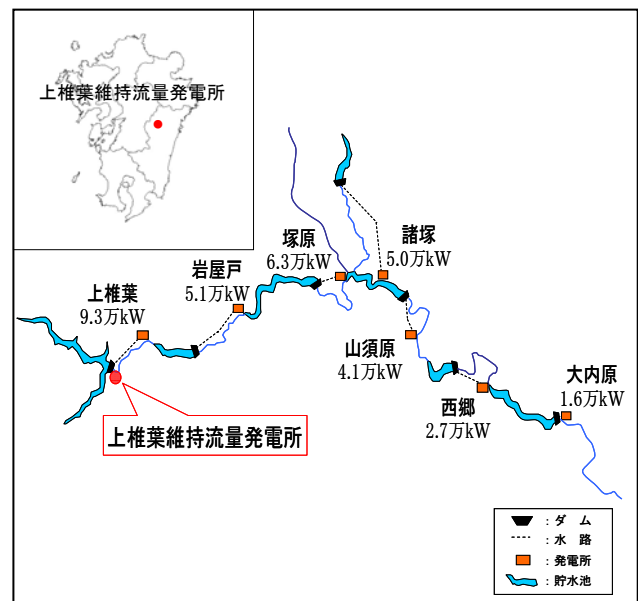 上椎葉維持流量発電所
塚原
6.3万kW
諸塚
5.0万kW
岩屋戸
5.1万kW
上椎葉
9.3万kW
山須原
4.1万kW
西郷
2.7万kW
大内原
1.6万kW
上椎葉維持流量発電所
：ダ　ム
：水　路
：発電所
：貯水池